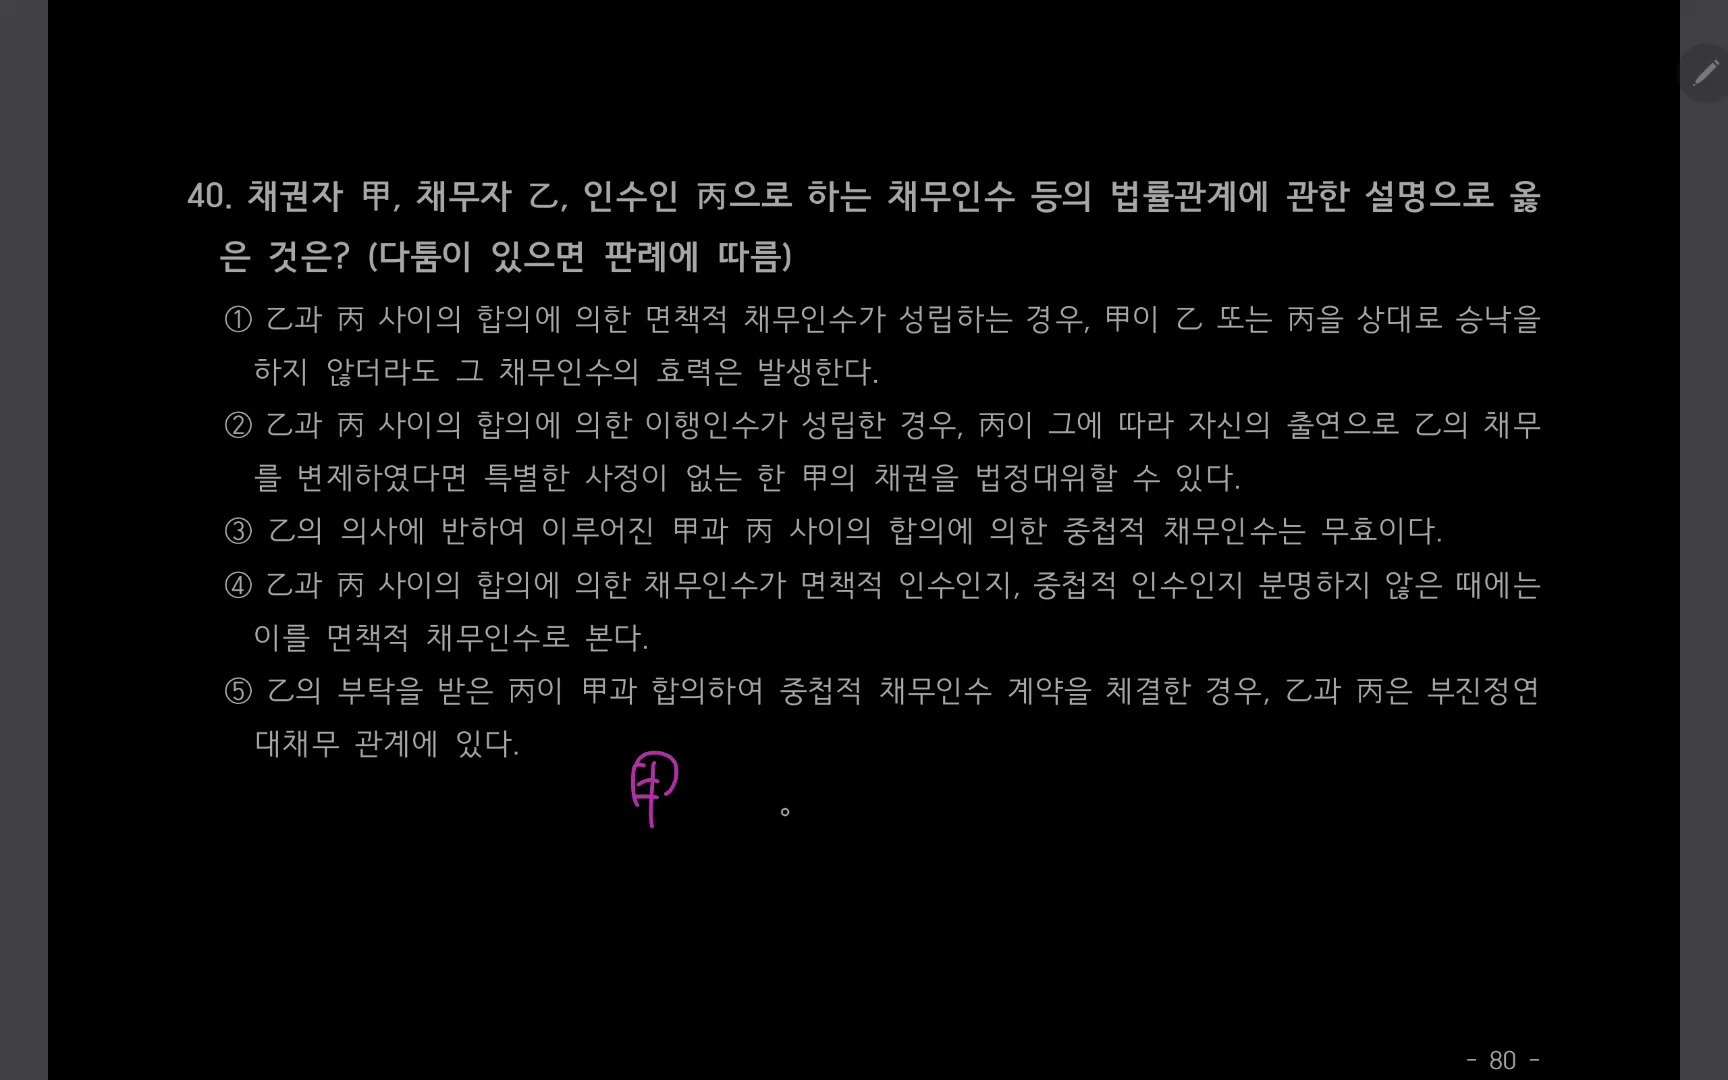 40. 채권자 甲, 채무자 乙, 인수인 丙으로 하는 채무인수 등의 법률관계에 관한 설명으로 옳
은 것은? (다툼이 있으면 판례에 따름)
① 乙과 丙 사이의 합의에 의한 면책적 채무인수가 성립하는 경우, 甲이 乙 또는 丙을 상대로 승낙을
하지 않더라도 그 채무인수의 효력은 발생한다.
② 乙과 丙 사이의 합의에 의한 이행인수가 성립한 경우, 丙이 그에 따라 자신의 출연으로 乙의 채무
를 변제하였다면 특별한 사정이 없는 한 甲의 채권을 법정대위할 수 있다.
③ 乙의 의사에 반하여 이루어진 甲과 丙 사이의 합의에 의한 중첩적 채무인수는 무효이다.
④ 乙과 丙 사이의 합의에 의한 채무인수가 면책적 인수인지, 중첩적 인수인지 분명하지 않은 때에는
이를 면책적 채무인수로 본다.
⑤ 乙의 부탁을 받은 丙이 甲과 합의하여 중첩적 채무인수 계약을 체결한 경우, 乙과 丙은 부진정연
대채무 관계에 있다.
甲
- 80 -